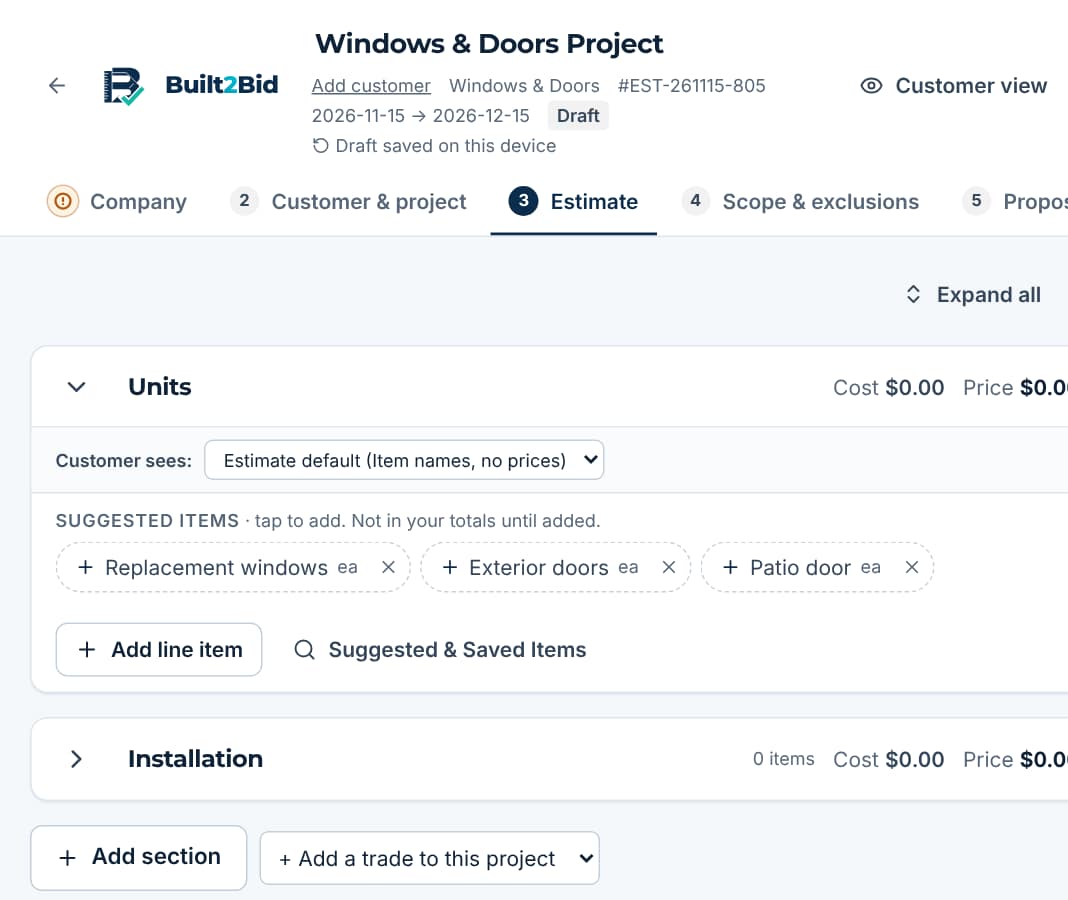 Windows & Doors Project
Built2Bid
Add customer Windows & Doors #EST-261115-805
2026-11-15 → 2026-12-15 Draft
Draft saved on this device
Customer view
Company 2 Customer & project 3 Estimate 4 Scope & exclusions 5 Propos
Expand all
Units Cost $0.00 Price $0.0
Customer sees: Estimate default (Item names, no prices)
SUGGESTED ITEMS · tap to add. Not in your totals until added.
+ Replacement windows ea × + Exterior doors ea × + Patio door ea ×
+ Add line item Suggested & Saved Items
Installation 0 items Cost $0.00 Price $0.0
+ Add section + Add a trade to this project